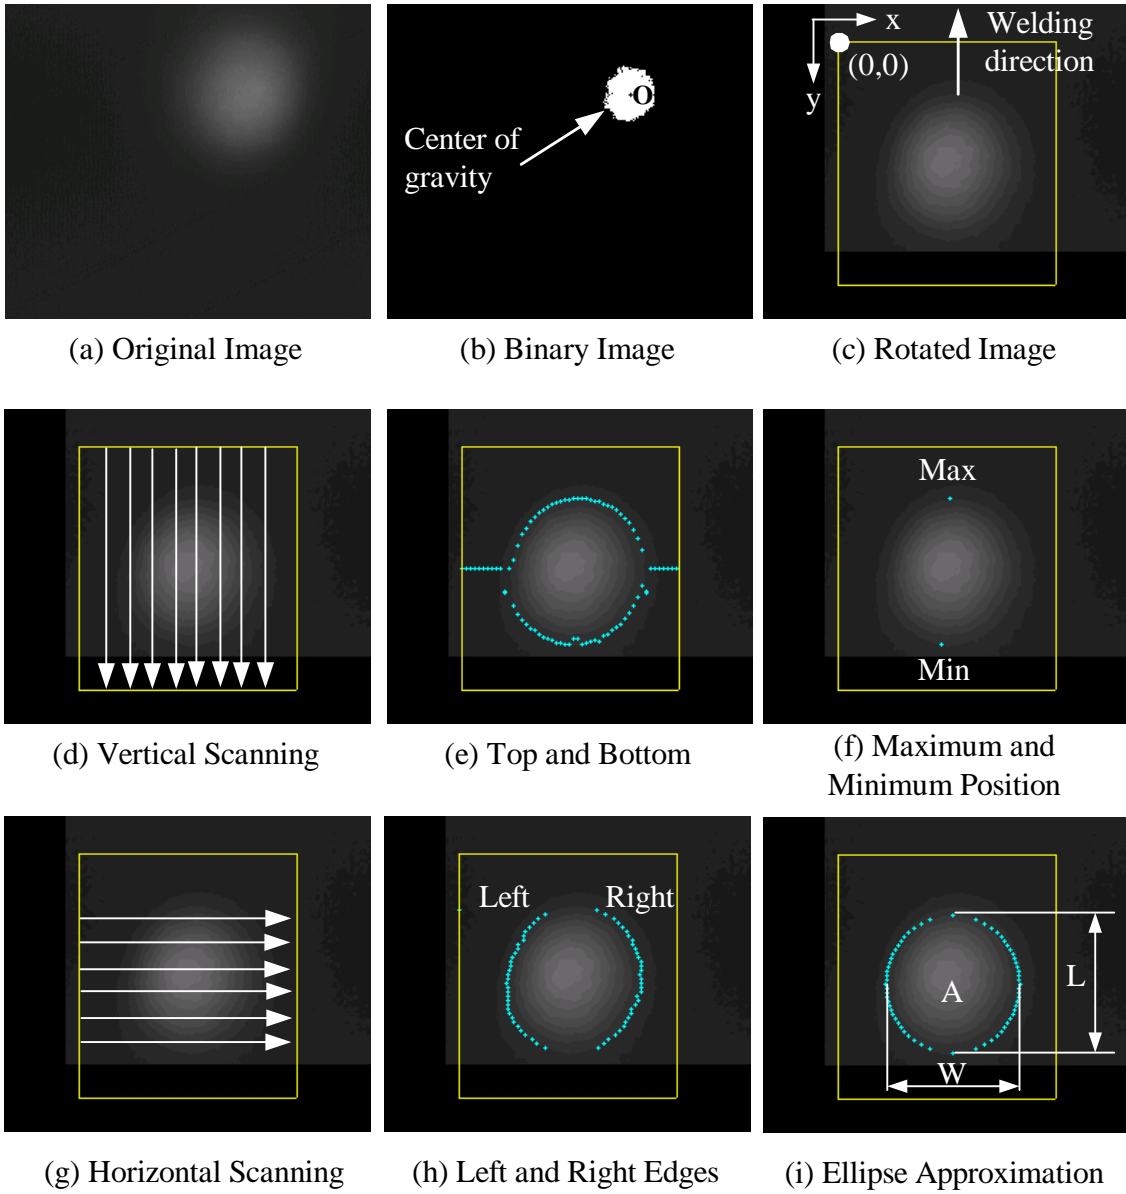 O
Center of
gravity
x
y
(0,0)
Welding
direction
(a) Original Image
(b) Binary Image
(c) Rotated Image
Max
Min
(d) Vertical Scanning
(e) Top and Bottom
(f) Maximum and
Minimum Position
Left
Right
A
L
W
(g) Horizontal Scanning
(h) Left and Right Edges
(i) Ellipse Approximation